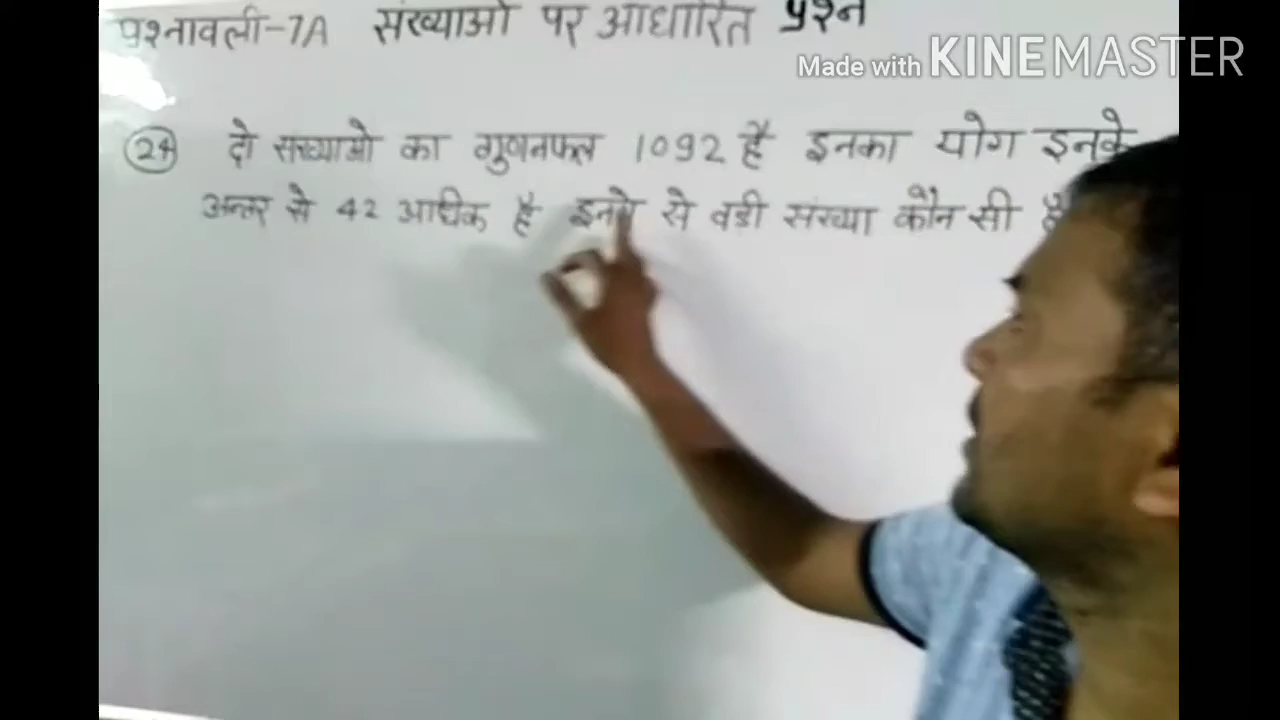 प्रश्नावली-7A संख्याओ पर आधारित प्रश्न
Made with KINEMASTER
(24) दो संख्याओ का गुणनफल 1092 है इनका योग इनके
अन्तर से 42 अधिक है इनमे से बडी संख्या कौन सी है